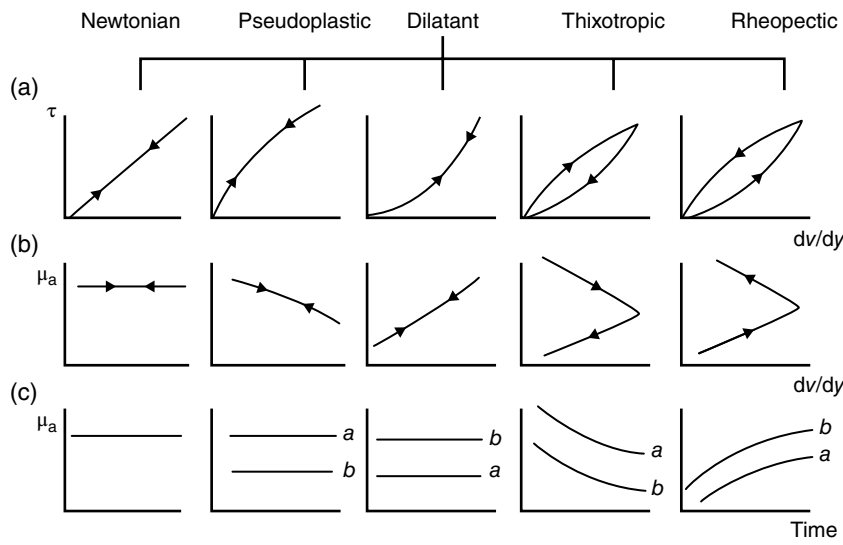 Newtonian Pseudoplastic Dilatant Thixotropic Rheopectic
(a)
τ
dv/dy
(b)
μa
dv/dy
(c)
μa
a b a b
b a b a
Time